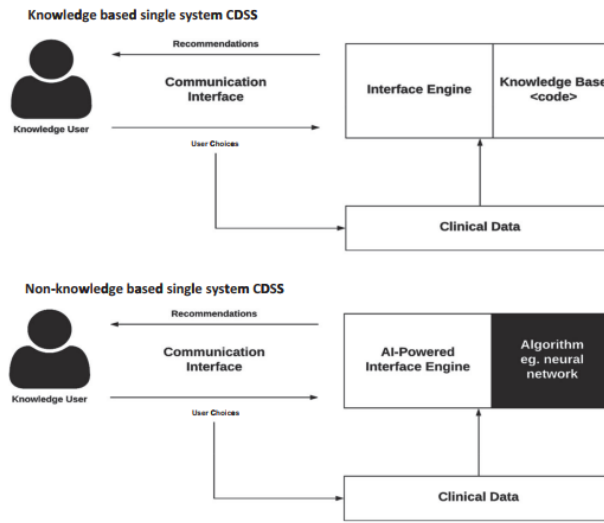 Knowledge based single system CDSS
Recommendations
Communication
Interface
Knowledge User
User Choices
Interface Engine
Knowledge Base
<code>
Clinical Data
Non-knowledge based single system CDSS
Recommendations
Communication
Interface
Knowledge User
User Choices
AI-Powered
Interface Engine
Algorithm
eg. neural
network
Clinical Data